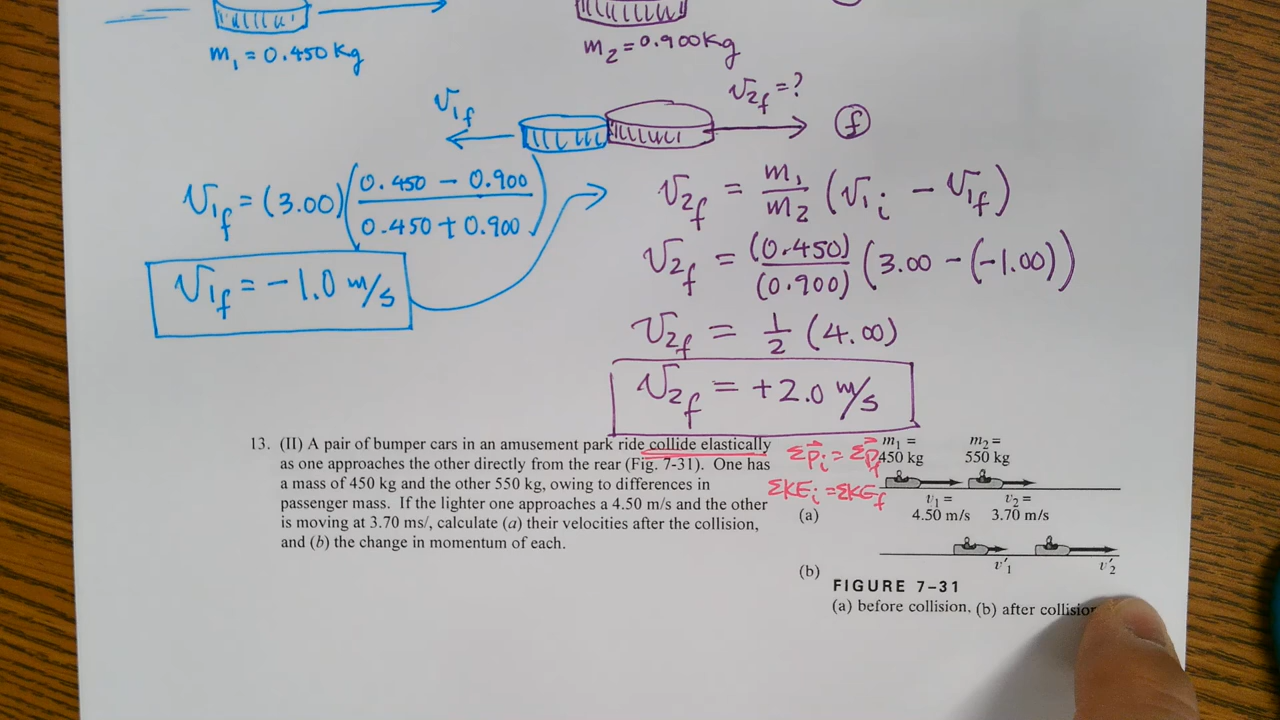 m₁ = 0.450 kg
m₂ = 0.900 kg
v₁f
v₂f = ?
f
v₁f = (3.00) ( (0.450 - 0.900) / (0.450 + 0.900) )
v₁f = -1.0 m/s
v₂f = m₁/m₂ (v₁i - v₁f)
v₂f = (0.450)/(0.900) (3.00 - (-1.00))
v₂f = 1/2 (4.00)
v₂f = +2.0 m/s
13. (II) A pair of bumper cars in an amusement park ride collide elastically
as one approaches the other directly from the rear (Fig. 7-31). One has
a mass of 450 kg and the other 550 kg, owing to differences in
passenger mass. If the lighter one approaches a 4.50 m/s and the other
is moving at 3.70 ms/, calculate (a) their velocities after the collision,
and (b) the change in momentum of each.
Σp⃗i = Σp⃗f
ΣKEi = ΣKEf
m₁ = 450 kg
m₂ = 550 kg
v₁ = 4.50 m/s
v₂ = 3.70 m/s
(a)
v′₁
v′₂
(b)
FIGURE 7-31
(a) before collision, (b) after collision